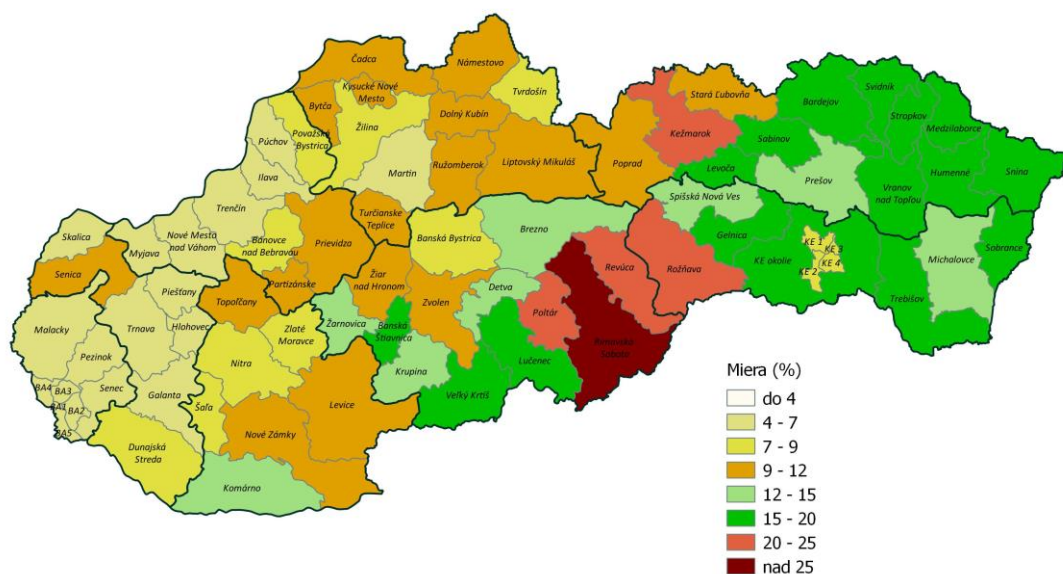 Čadca
Námestovo
Kysucké Nové
Mesto
Bytča
Tvrdošín
Stará Ľubovňa
Svidník
Bardejov
Stropkov
Medzilaborce
Púchov
Považská
Bystrica
Žilina
Dolný Kubín
Kežmarok
Sabinov
Ilava
Martin
Ružomberok
Liptovský Mikuláš
Poprad
Levoča
Prešov
Humenné
Snina
Vranov
nad Topľou
Trenčín
Turčianske
Teplice
Spišská Nová Ves
Skalica
Nové Mesto
nad Váhom
Myjava
Bánovce
nad Bebravou
Prievidza
Banská Bystrica
Brezno
Gelnica
KE okolie
KE 1
KE 3
KE 4
KE 2
Michalovce
Sobrance
Senica
Partizánske
Žiar
nad Hronom
Revúca
Rožňava
Trebišov
Topoľčany
Piešťany
Detva
Zvolen
Poltár
Malacky
Trnava
Hlohovec
Zlaté
Moravce
Žarnovica
Banská
Štiavnica
Rimavská
Sobota
Pezinok
Nitra
Krupina
Lučenec
BA4
BA3
Senec
BA1
BA2
BA5
Galanta
Šaľa
Levice
Veľký Krtíš
Dunajská
Streda
Nové Zámky
Komárno
Miera (%)
do 4
4 - 7
7 - 9
9 - 12
12 - 15
15 - 20
20 - 25
nad 25